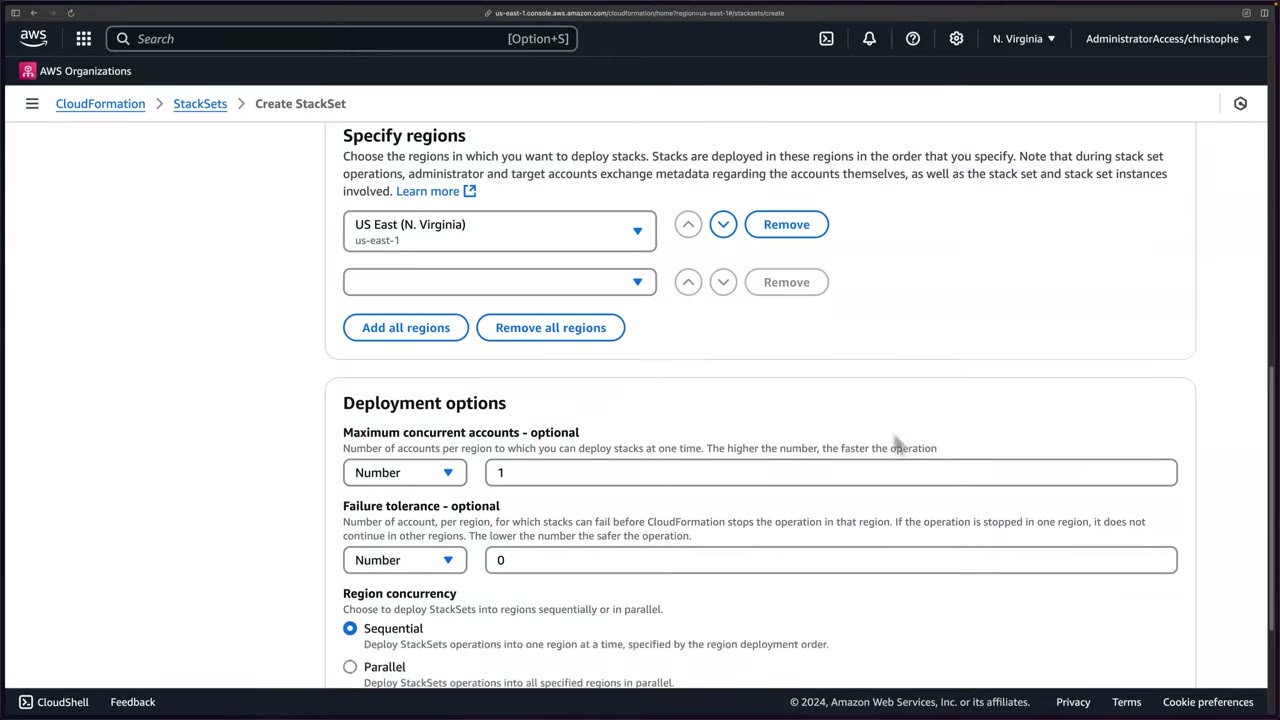 us-east-1.console.aws.amazon.com/cloudformation/home?region=us-east-1#/stacksets/create
aws
Search [Option+S]
N. Virginia
AdministratorAccess/christophe
AWS Organizations
CloudFormation > StackSets > Create StackSet
Specify regions
Choose the regions in which you want to deploy stacks. Stacks are deployed in these regions in the order that you specify. Note that during stack set
operations, administrator and target accounts exchange metadata regarding the accounts themselves, as well as the stack set and stack set instances
involved. Learn more
US East (N. Virginia)
us-east-1
Remove
Remove
Add all regions
Remove all regions
Deployment options
Maximum concurrent accounts - optional
Number of accounts per region to which you can deploy stacks at one time. The higher the number, the faster the operation
Number
1
Failure tolerance - optional
Number of account, per region, for which stacks can fail before CloudFormation stops the operation in that region. If the operation is stopped in one region, it does not
continue in other regions. The lower the number the safer the operation.
Number
0
Region concurrency
Choose to deploy StackSets into regions sequentially or in parallel.
Sequential
Deploy StackSets operations into one region at a time, specified by the region deployment order.
Parallel
Deploy StackSets operations into all specified regions in parallel.
CloudShell
Feedback
© 2024, Amazon Web Services, Inc. or its affiliates.
Privacy
Terms
Cookie preferences